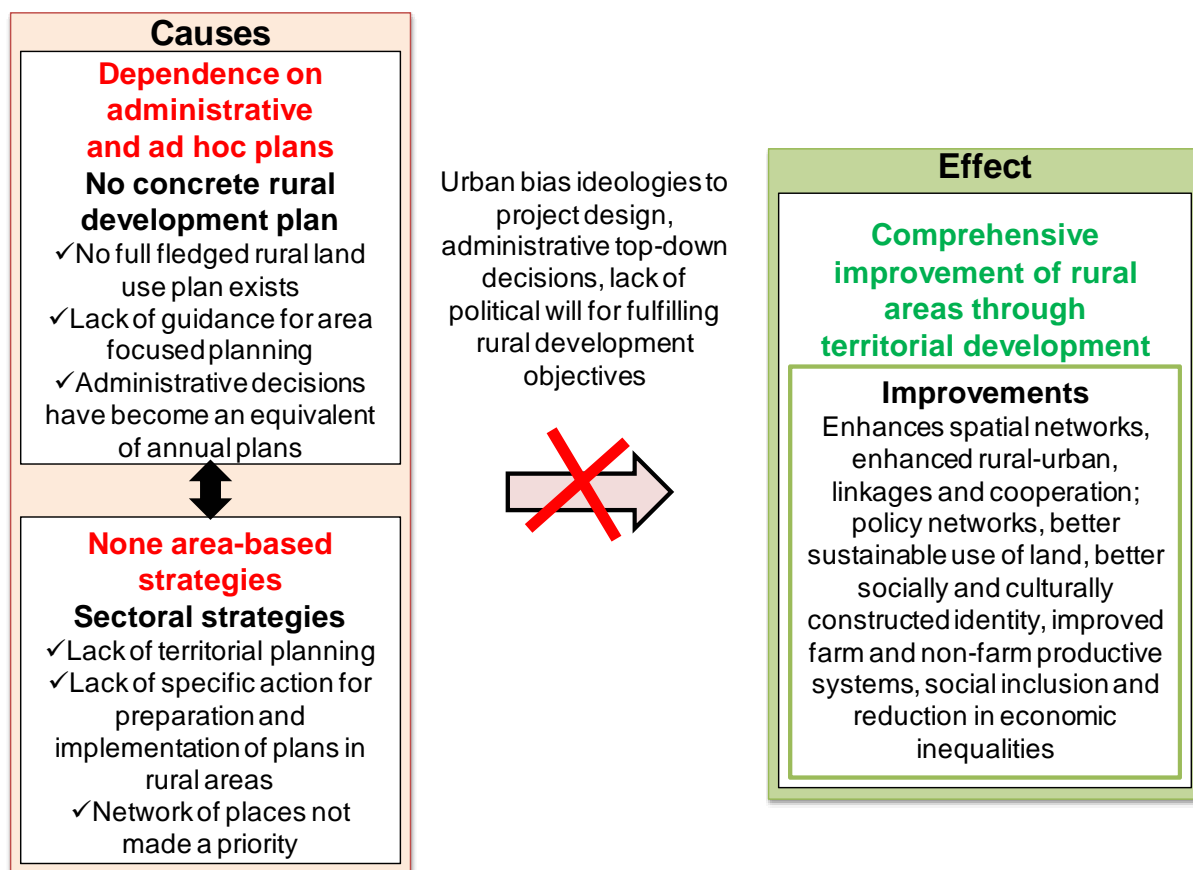 Causes
Dependence on
administrative
and ad hoc plans
No concrete rural
development plan
✓No full fledged rural land
use plan exists
✓Lack of guidance for area
focused planning
✓Administrative decisions
have become an equivalent
of annual plans
None area-based
strategies
Sectoral strategies
✓Lack of territorial planning
✓Lack of specific action for
preparation and
implementation of plans in
rural areas
✓Network of places not
made a priority
Urban bias ideologies to
project design,
administrative top-down
decisions, lack of
political will for fulfilling
rural development
objectives
Effect
Comprehensive
improvement of rural
areas through
territorial development
Improvements
Enhances spatial networks,
enhanced rural-urban,
linkages and cooperation;
policy networks, better
sustainable use of land, better
socially and culturally
constructed identity, improved
farm and non-farm productive
systems, social inclusion and
reduction in economic
inequalities